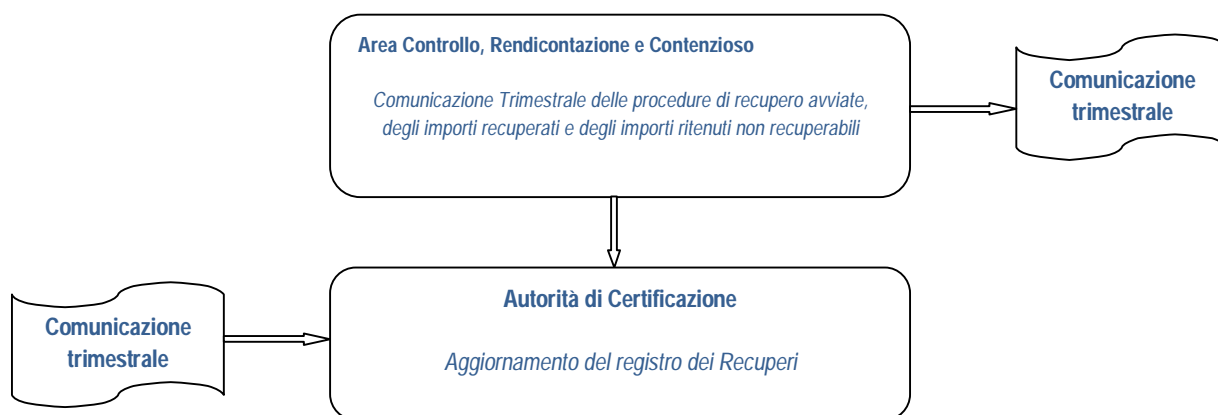 Area Controllo, Rendicontazione e Contenzioso
Comunicazione Trimestrale delle procedure di recupero avviate,
degli importi recuperati e degli importi ritenuti non recuperabili
Comunicazione
trimestrale
Autorità di Certificazione
Aggiornamento del registro dei Recuperi
Comunicazione
trimestrale